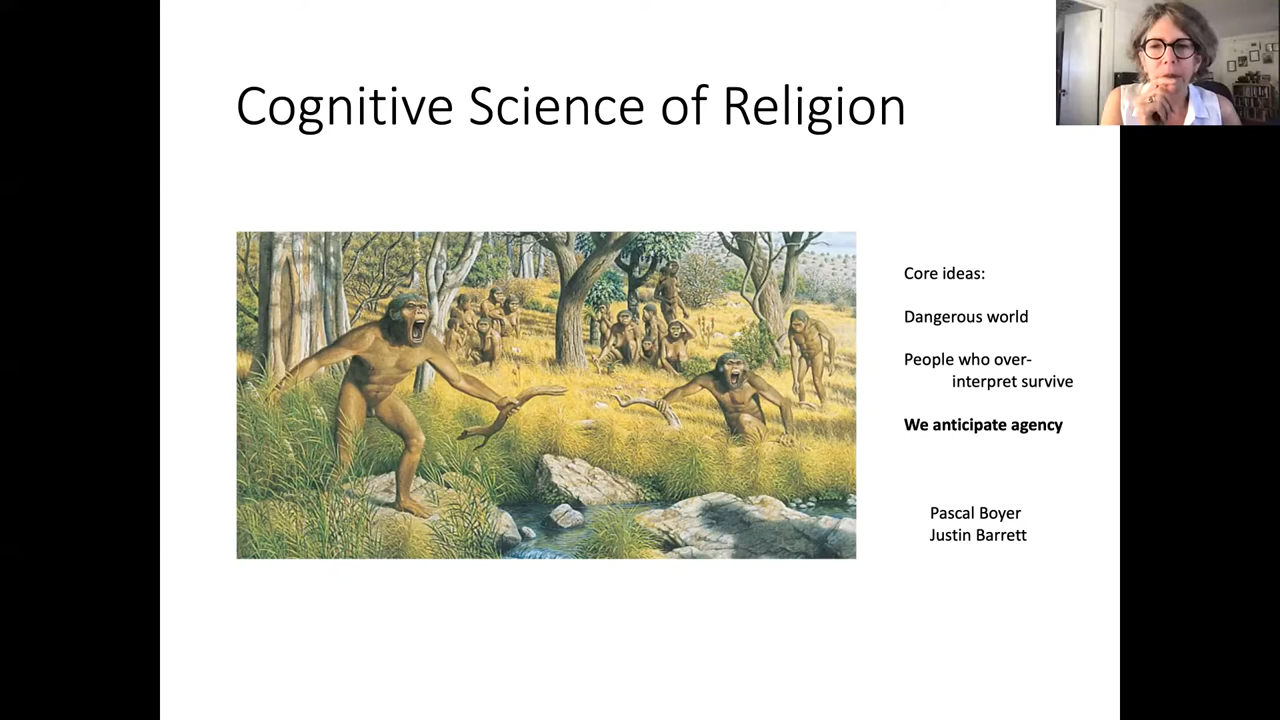 Cognitive Science of Religion
Core ideas:
Dangerous world
People who over-
interpret survive
We anticipate agency
Pascal Boyer
Justin Barrett